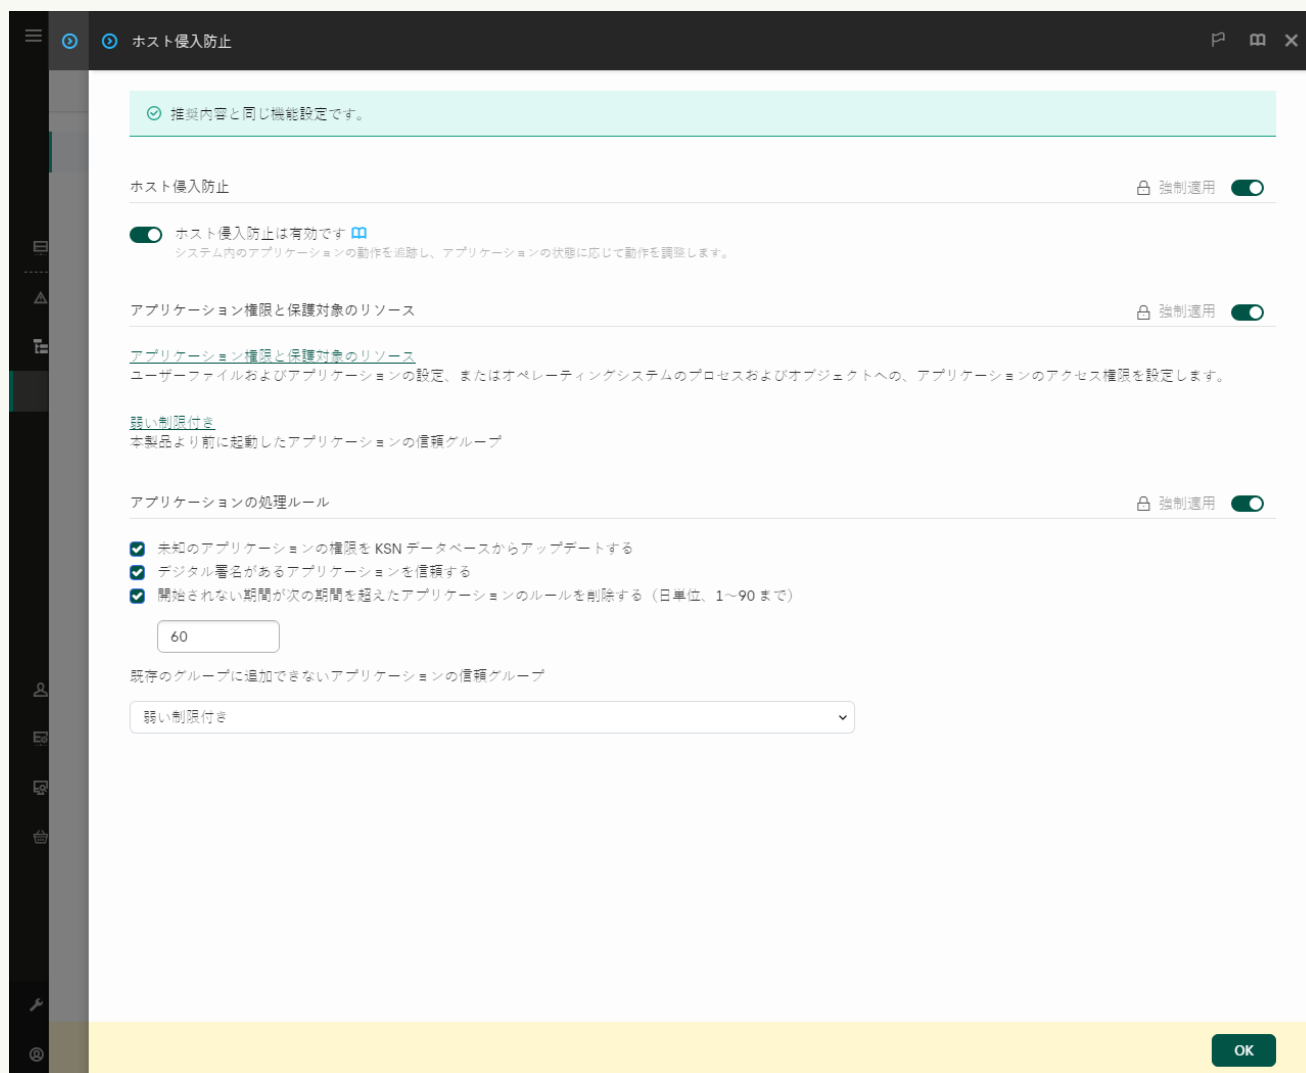 ホスト侵入防止
推奨内容と同じ機能設定です。
ホスト侵入防止
強制適用
ホスト侵入防止は有効です
システム内のアプリケーションの動作を追跡し、アプリケーションの状態に応じて動作を調整します。
アプリケーション権限と保護対象のリソース
強制適用
アプリケーション権限と保護対象のリソース
ユーザーファイルおよびアプリケーションの設定、またはオペレーティングシステムのプロセスおよびオブジェクトへの、アプリケーションのアクセス権限を設定します。
弱い制限付き
本製品より前に起動したアプリケーションの信頼グループ
アプリケーションの処理ルール
強制適用
未知のアプリケーションの権限を KSN データベースからアップデートする
デジタル署名があるアプリケーションを信頼する
開始されない期間が次の期間を超えたアプリケーションのルールを削除する（日単位、1～90 まで）
60
既存のグループに追加できないアプリケーションの信頼グループ
弱い制限付き
OK